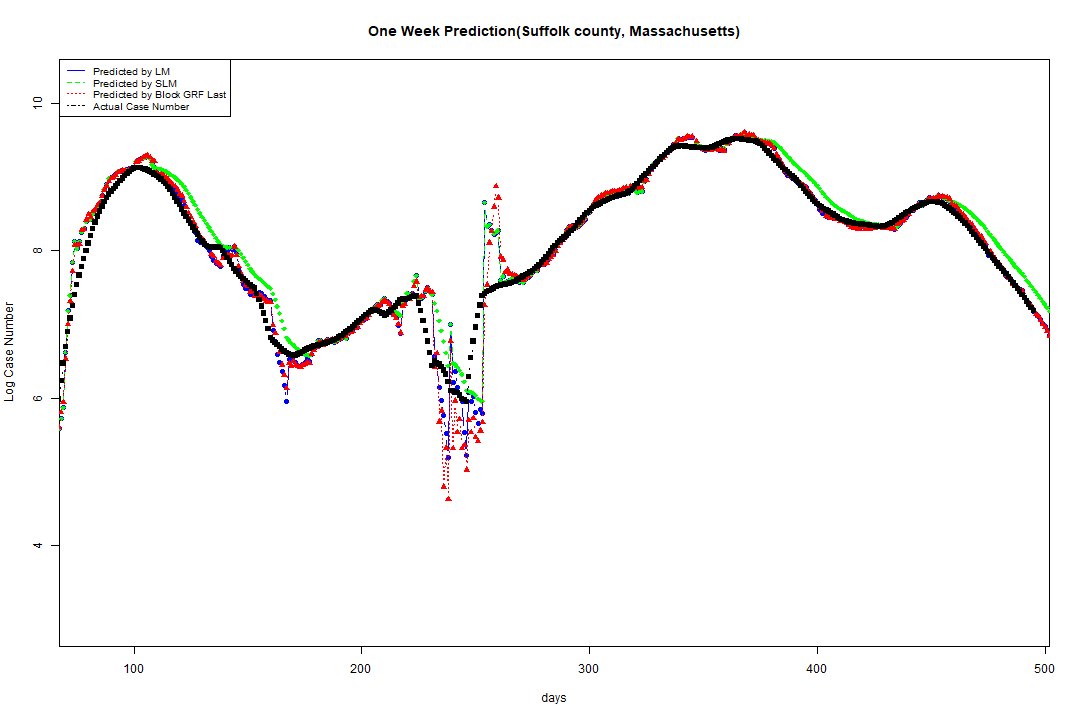 One Week Prediction(Suffolk county, Massachusetts)
Predicted by LM
Predicted by SLM
Predicted by Block GRF Last
Actual Case Number
10
8
6
4
Log Case Number
100 200 300 400 500
days